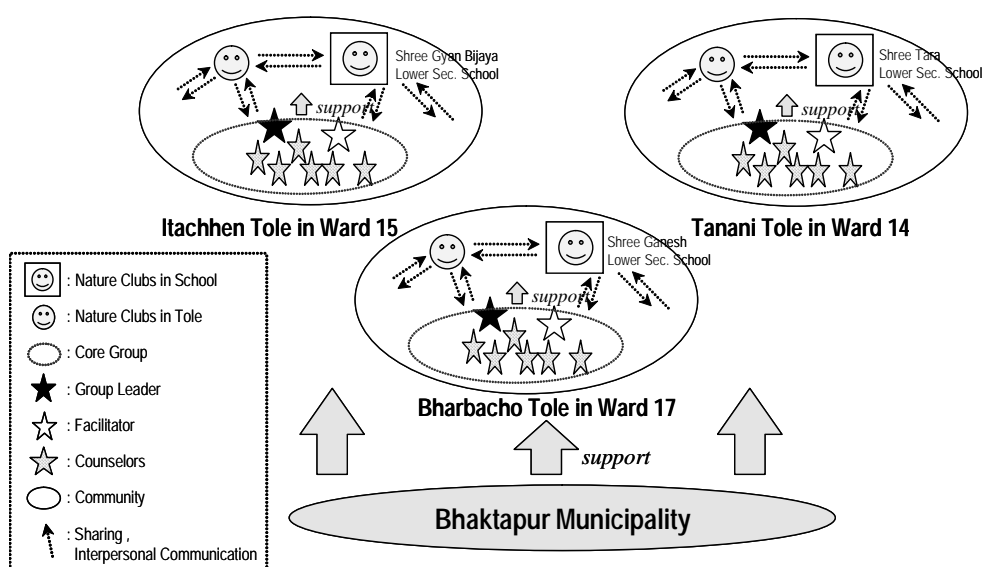 Shree Gyan Bijaya
Lower Sec. School
support
Itachhen Tole in Ward 15
Shree Tara
Lower Sec. School
support
Tanani Tole in Ward 14
Shree Ganesh
Lower Sec. School
support
Bharbacho Tole in Ward 17
: Nature Clubs in School
: Nature Clubs in Tole
: Core Group
: Group Leader
: Facilitator
: Counselors
: Community
: Sharing ,
Interpersonal Communication
support
Bhaktapur Municipality